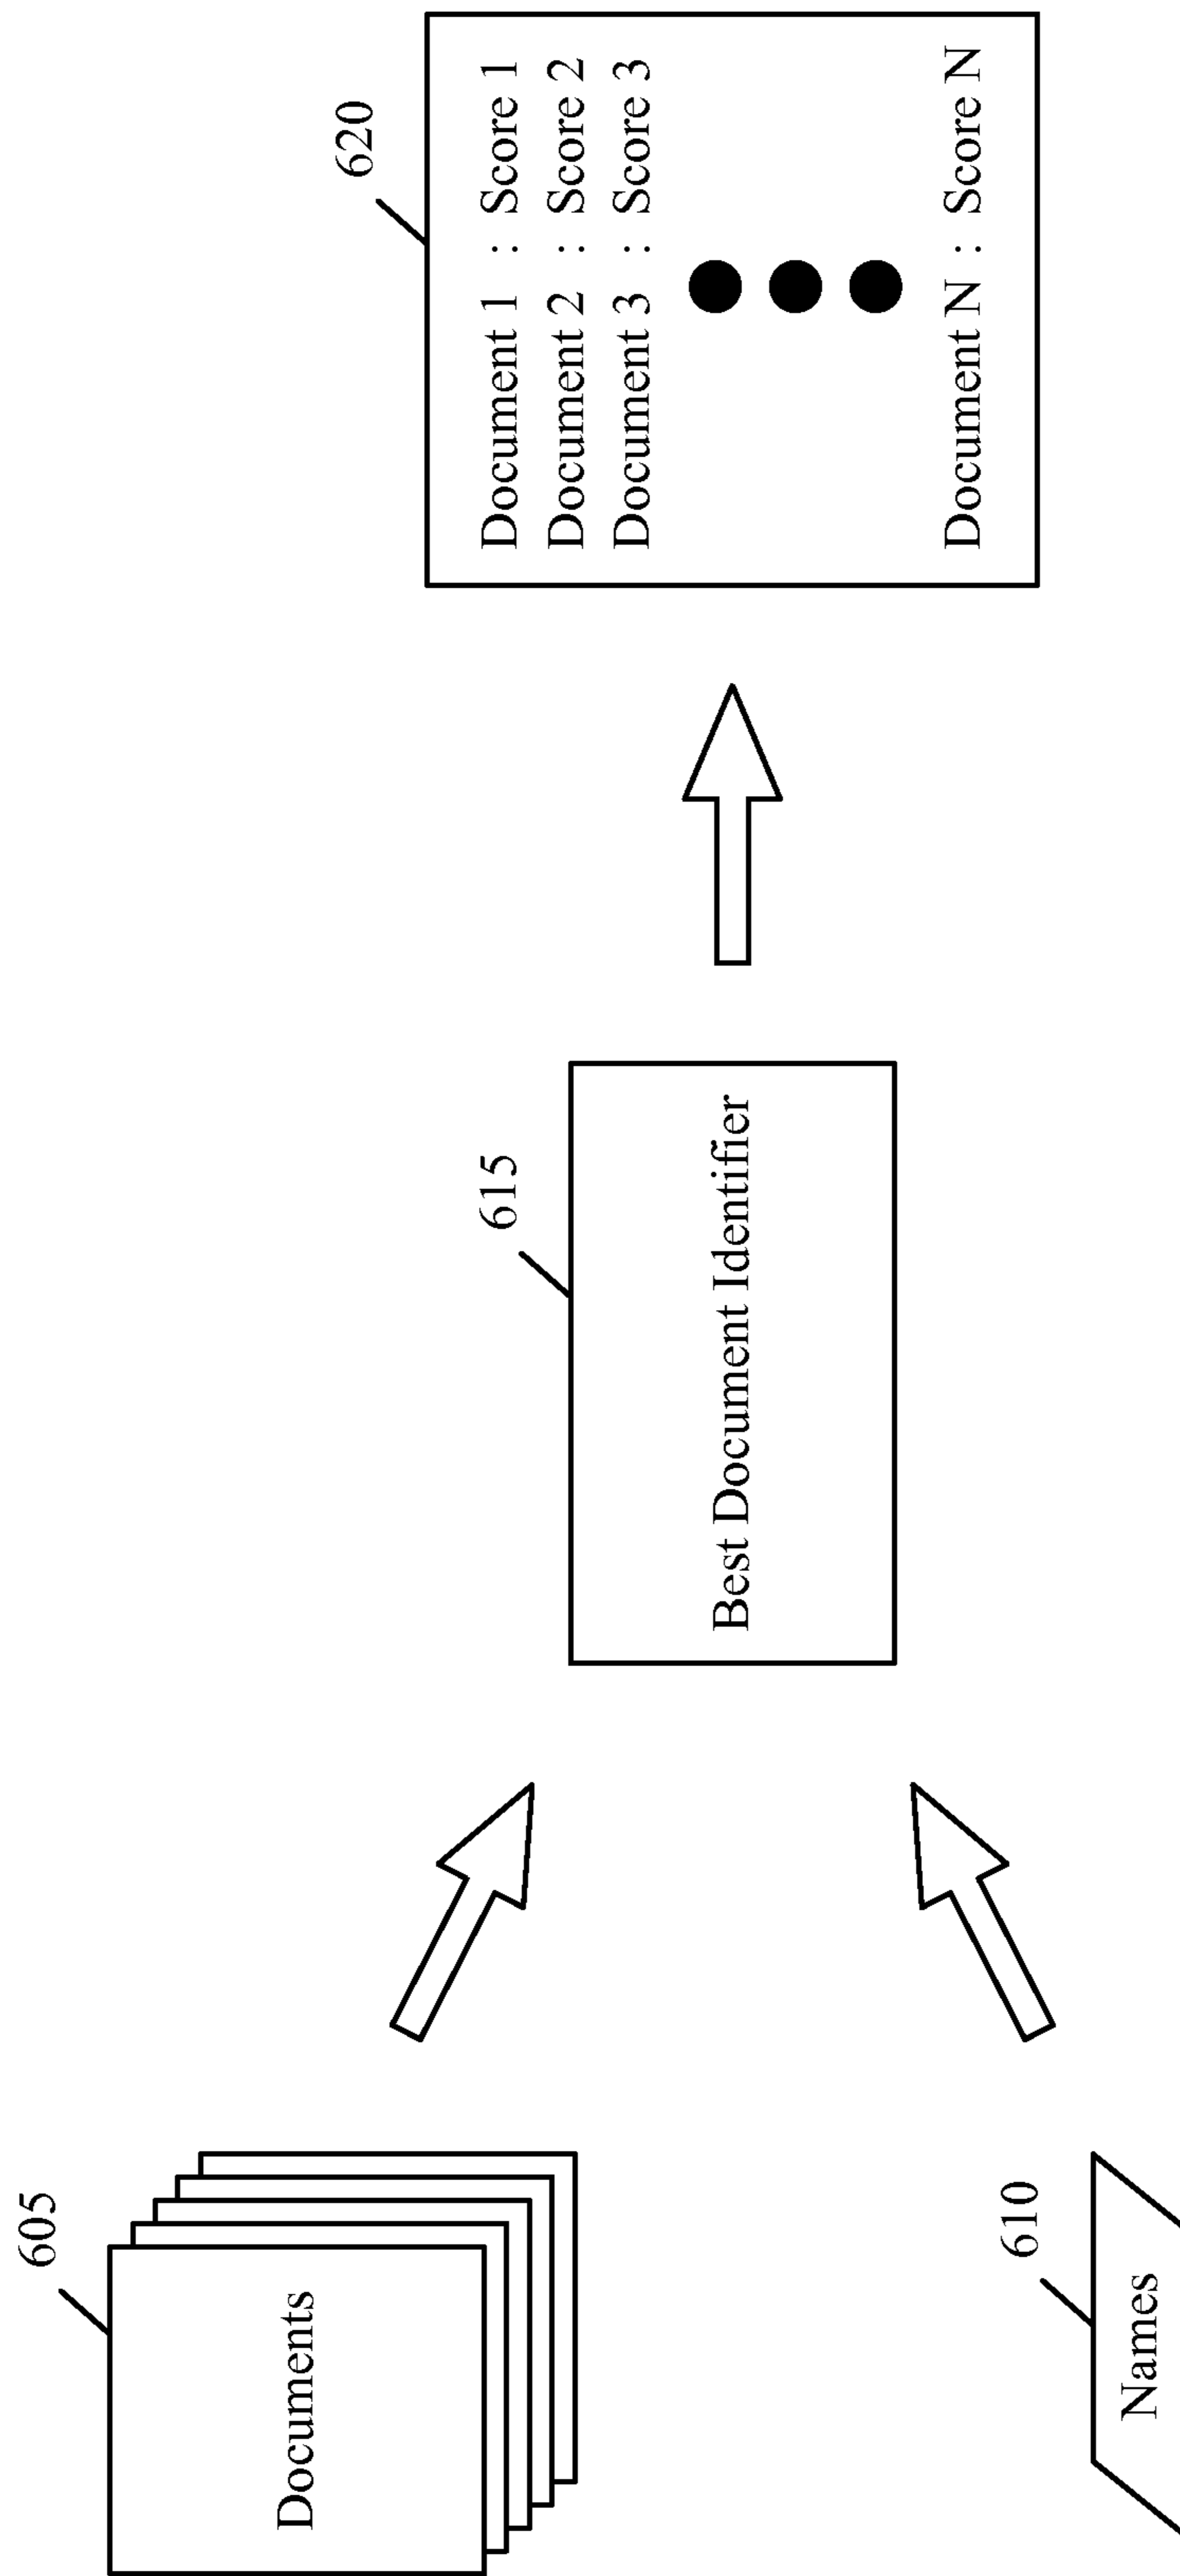 605
Documents
610
Names
615
Best Document Identifier
620
Document 1 : Score 1
Document 2 : Score 2
Document 3 : Score 3
Document N : Score N